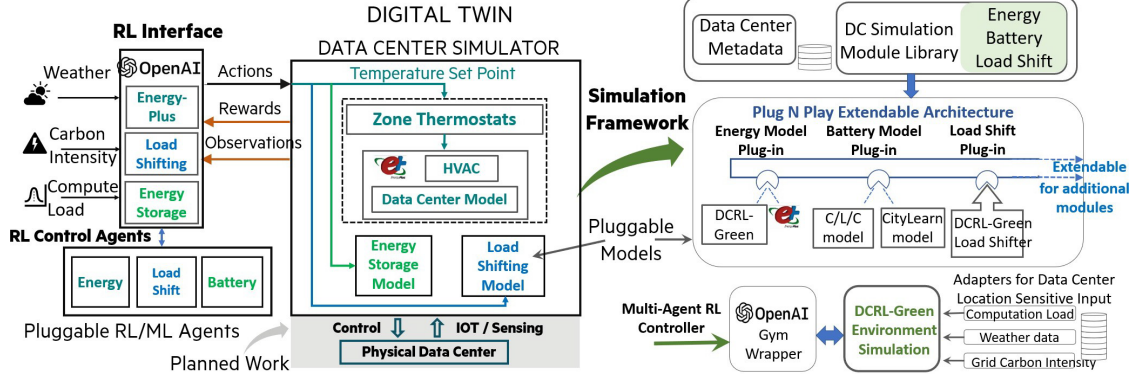 DIGITAL TWIN
RL Interface
DATA CENTER SIMULATOR
OpenAI
Weather
Energy-
Plus
Carbon
Intensity
Load
Shifting
Compute
Load
Energy
Storage
RL Control Agents
Energy
Load
Shift
Battery
Pluggable RL/ML Agents
Planned Work
Actions
Rewards
Observations
Temperature Set Point
Zone Thermostats
HVAC
Data Center Model
Energy
Storage
Model
Load
Shifting
Model
Control
IOT / Sensing
Physical Data Center
Simulation
Framework
Pluggable
Models
Data Center
Metadata
DC Simulation
Module Library
Energy
Battery
Load Shift
Plug N Play Extendable Architecture
Energy Model
Plug-in
Battery Model
Plug-in
Load Shift
Plug-in
Extendable
for additional
modules
DCRL-
Green
C/L/C
model
CityLearn
model
DCRL-Green
Load Shifter
Multi-Agent RL
Controller
OpenAI
Gym
Wrapper
DCRL-Green
Environment
Simulation
Adapters for Data Center
Location Sensitive Input
Computation Load
Weather data
Grid Carbon Intensity